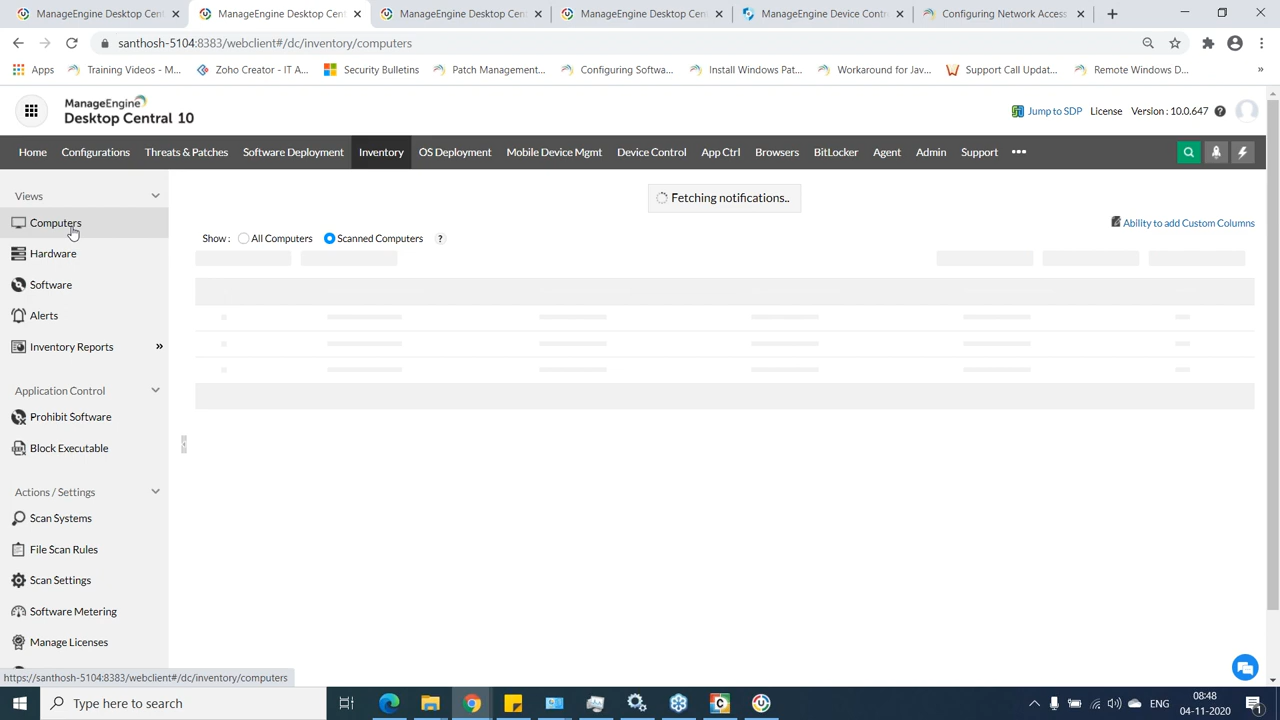 ManageEngine Desktop Cen
ManageEngine Desktop Cen
ManageEngine Desktop Cen
ManageEngine Desktop Cen
ManageEngine Device Contr
Configuring Network Access
santhosh-5104:8383/webclient#/dc/inventory/computers
Apps
Training Videos - M...
Zoho Creator - IT A...
Security Bulletins
Patch Management...
Configuring Softwa...
Install Windows Pat...
Workaround for Jav...
Support Call Updat...
Remote Windows D...
ManageEngine
Desktop Central 10
Jump to SDP
License
Version : 10.0.647
Home
Configurations
Threats & Patches
Software Deployment
Inventory
OS Deployment
Mobile Device Mgmt
Device Control
App Ctrl
Browsers
BitLocker
Agent
Admin
Support
Views
Computers
Hardware
Software
Alerts
Inventory Reports
Application Control
Prohibit Software
Block Executable
Actions / Settings
Scan Systems
File Scan Rules
Scan Settings
Software Metering
Manage Licenses
Fetching notifications..
Ability to add Custom Columns
Show :
All Computers
Scanned Computers
?
https://santhosh-5104:8383/webclient#/dc/inventory/computers
Type here to search
ENG
08:48
04-11-2020
1